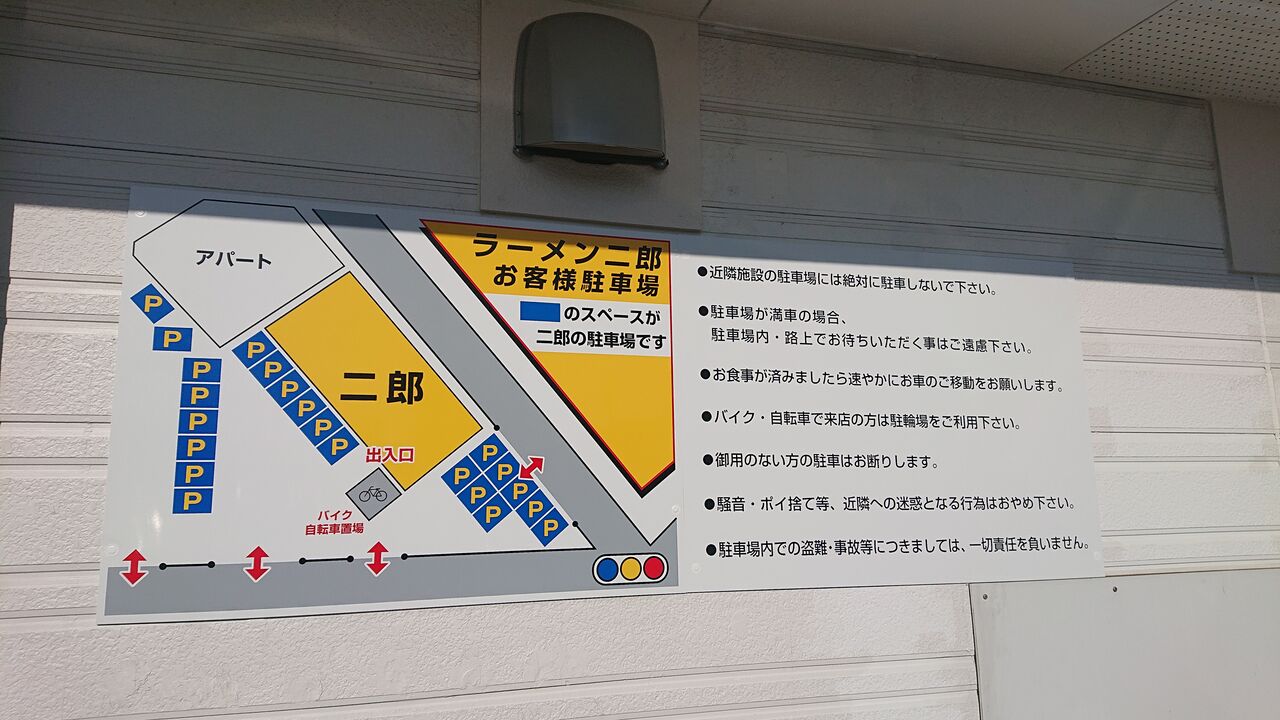 アパート
P
P
P
P
P
P
P
P
P
P
P
P
P
P
二郎
出入口
バイク
自転車置場
P
P
P
P
P
P
P
P
ラーメン二郎
お客様駐車場
のスペースが
二郎の駐車場です
●近隣施設の駐車場には絶対に駐車しないで下さい。
●駐車場が満車の場合、
駐車場内・路上でお待ちいただく事はご遠慮下さい。
●お食事が済みましたら速やかにお車のご移動をお願いします。
●バイク・自転車で来店の方は駐輪場をご利用下さい。
●御用のない方の駐車はお断りします。
●騒音・ポイ捨て等、近隣への迷惑となる行為はおやめ下さい。
●駐車場内での盗難・事故等につきましては、一切責任を負いません。